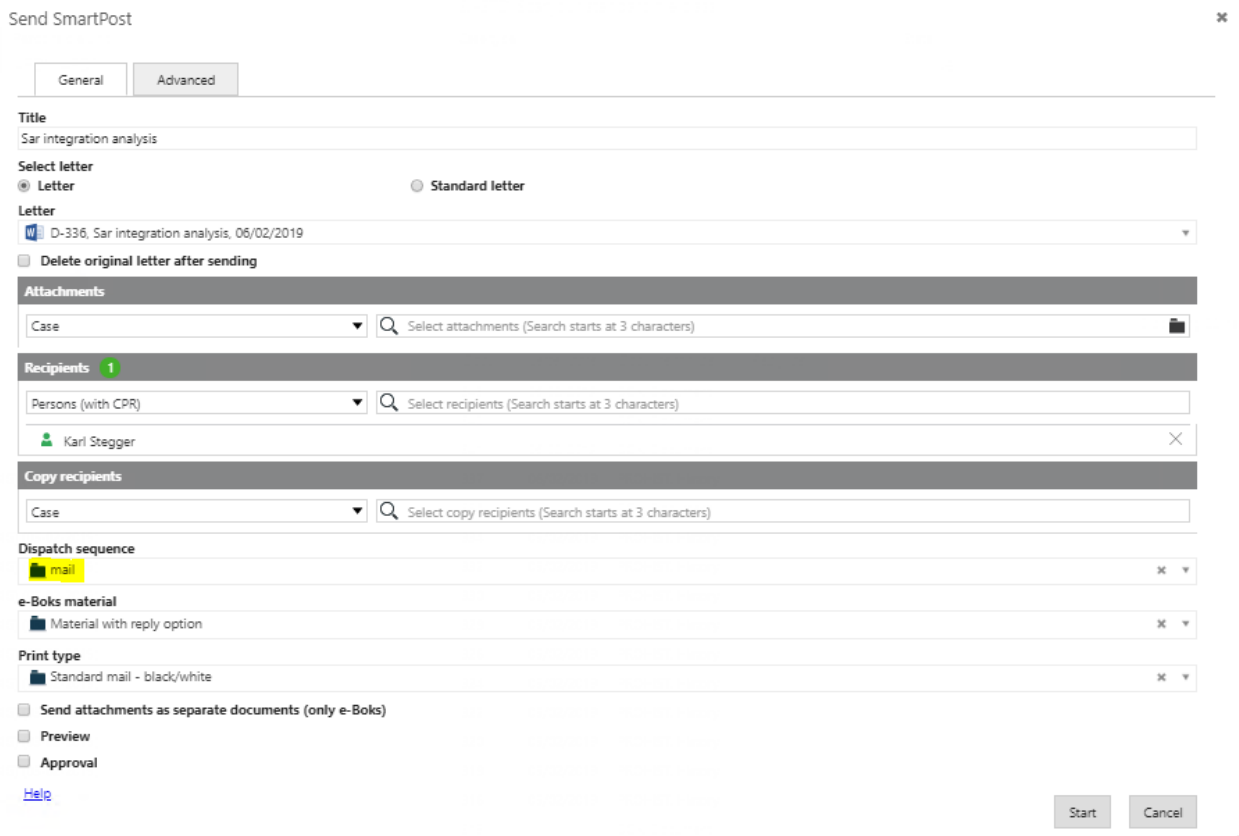 Send SmartPost
General Advanced
Title
Sar integration analysis
Select letter
Letter Standard letter
Letter
D-336, Sar integration analysis, 06/02/2019
Delete original letter after sending
Attachments
Case Select attachments (Search starts at 3 characters)
Recipients 1
Persons (with CPR) Select recipients (Search starts at 3 characters)
Karl Stegger
Copy recipients
Case Select copy recipients (Search starts at 3 characters)
Dispatch sequence
mail
e-Boks material
Material with reply option
Print type
Standard mail - black/white
Send attachments as separate documents (only e-Boks)
Preview
Approval
Help
Start Cancel